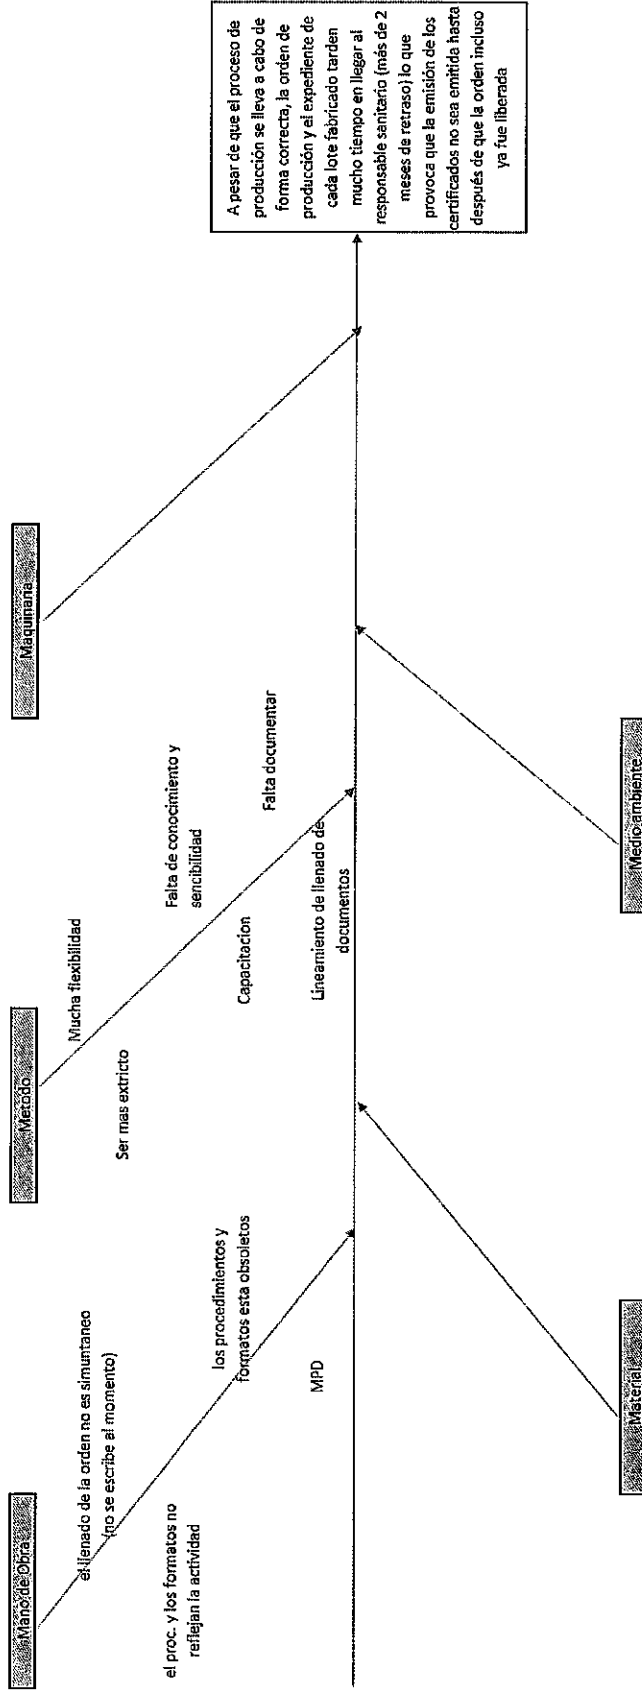 Mano de Obra
el llenado de la orden no es simuntaneo
(no se escribe al momento)
el proc. y los formatos no
reflejan la actividad
los procedimientos y
formatos esta obsoletos
MPD
Metodo
Mucha flexibilidad
Ser mas extricto
Falta de conocimiento y
sencibilidad
Capacitacion
Falta documentar
Lineamiento de llenado de
documentos
Maquinaria
Material
Medio ambiente
A pesar de que el proceso de
producción se lleva a cabo de
forma correcta, la orden de
producción y el expediente de
cada lote fabricado tarden
mucho tiempo en llegar al
responsable sanitario (más de 2
meses de retraso) lo que
provoca que la emisión de los
certificados no sea emitida hasta
después de que la orden incluso
ya fue liberada